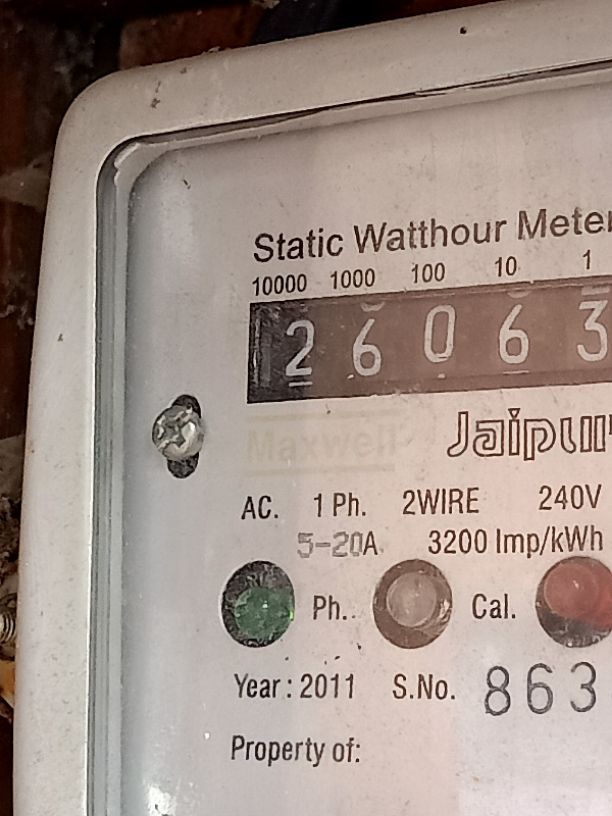 Static Watthour Meter
10000 1000 100 10 1
2 6 0 6 3
Maxwell
Jaipur
AC. 1 Ph. 2WIRE 240V
5-20A. 3200 Imp/kWh
Ph.. Cal.
Year : 2011 S.No. 863
Property of: